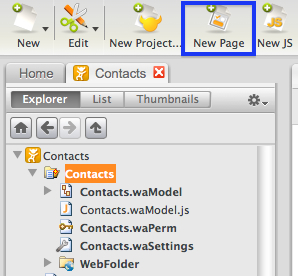 New Edit New Project... New Page New JS
Home Contacts
Explorer List Thumbnails
Contacts
Contacts
Contacts.waModel
Contacts.waModel.js
Contacts.waPerm
Contacts.waSettings
WebFolder